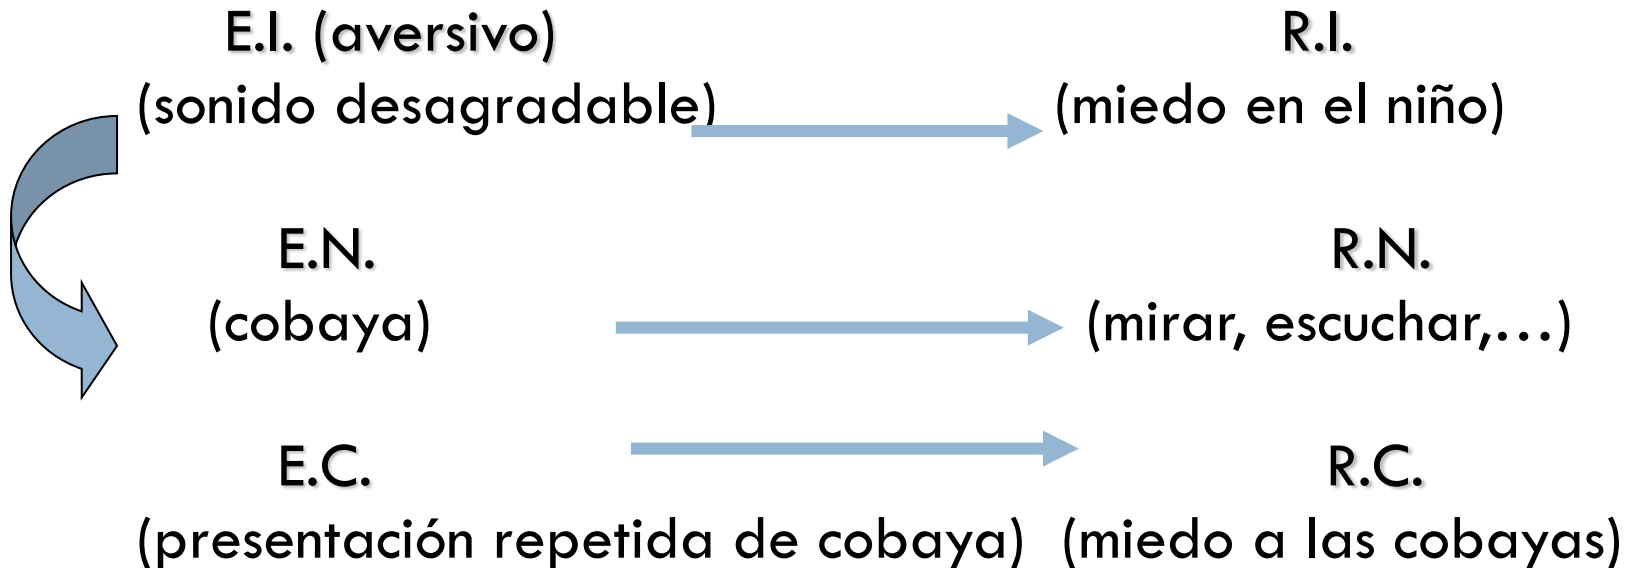 E.I. (aversivo) R.I.
(sonido desagradable) (miedo en el niño)
E.N. R.N.
(cobaya) (mirar, escuchar,...)
E.C. R.C.
(presentación repetida de cobaya) (miedo a las cobayas)